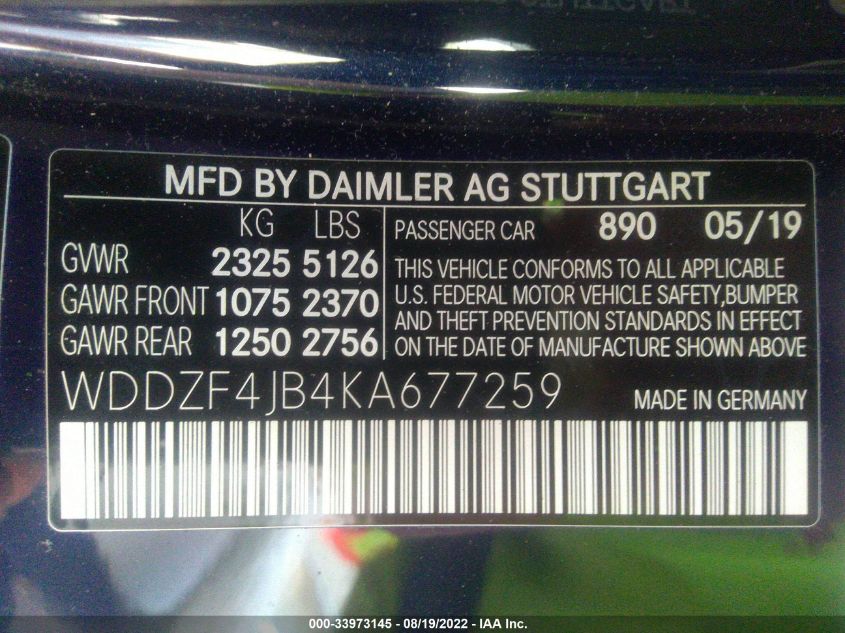 MFD BY DAIMLER AG STUTTGART
KG LBS
GVWR 2325 5126
GAWR FRONT 1075 2370
GAWR REAR 1250 2756
PASSENGER CAR 890 05/19
THIS VEHICLE CONFORMS TO ALL APPLICABLE
U.S. FEDERAL MOTOR VEHICLE SAFETY,BUMPER
AND THEFT PREVENTION STANDARDS IN EFFECT
ON THE DATE OF MANUFACTURE SHOWN ABOVE
WDDZF4JB4KA677259
MADE IN GERMANY
000-33973145 - 08/19/2022 - IAA Inc.